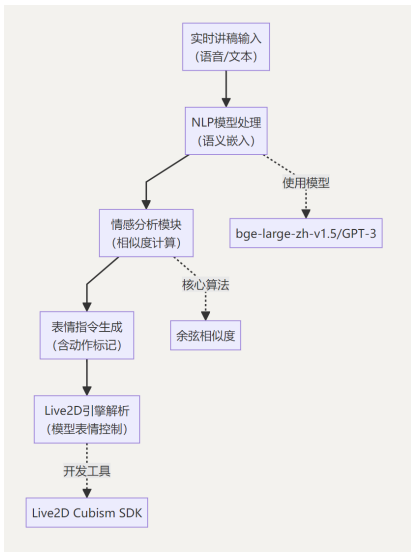 实时讲稿输入
（语音/文本）
NLP模型处理
（语义嵌入）
使用模型
bge-large-zh-v1.5/GPT-3
情感分析模块
（相似度计算）
核心算法
余弦相似度
表情指令生成
（含动作标记）
Live2D引擎解析
（模型表情控制）
开发工具
Live2D Cubism SDK